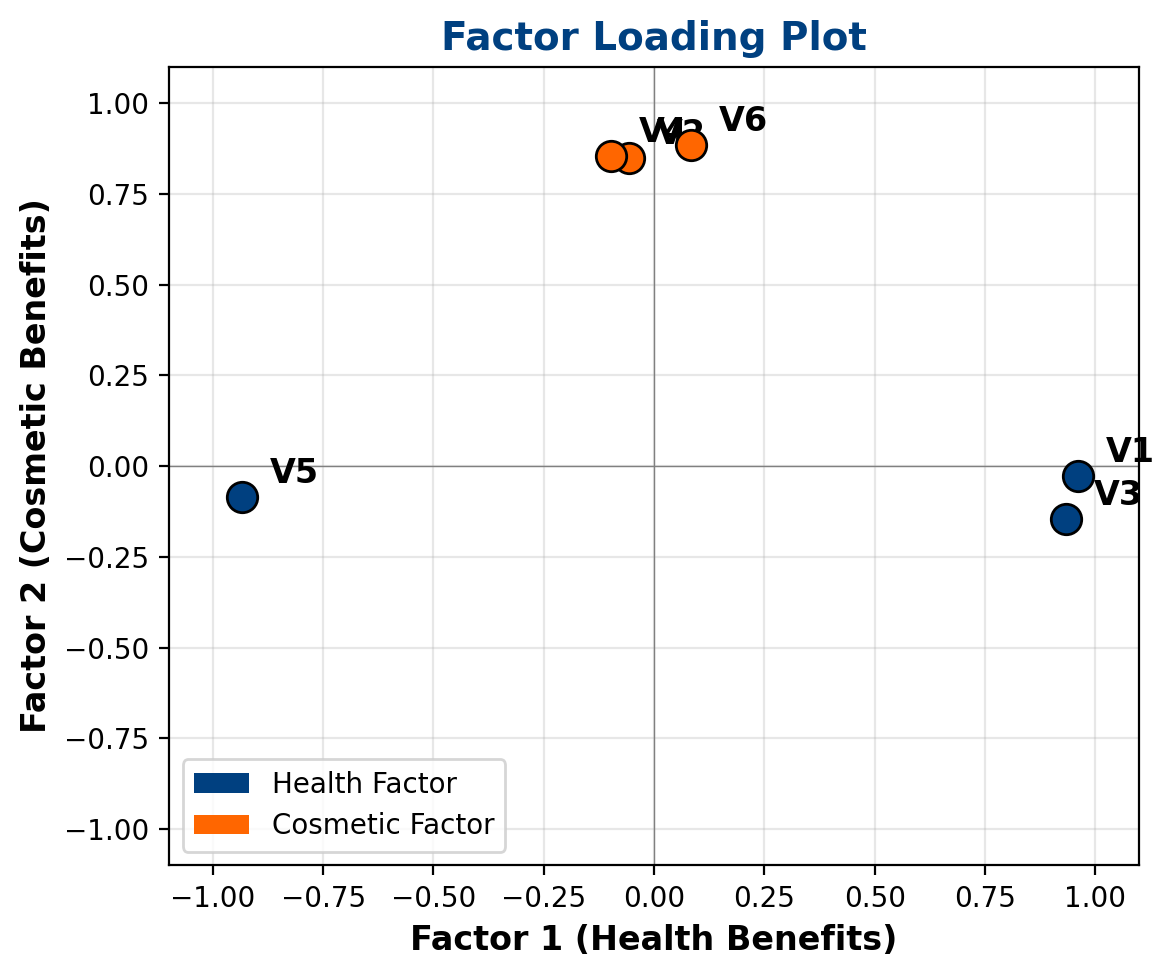 Factor Loading Plot
1.00
0.75
0.50
0.25
0.00
−0.25
−0.50
−0.75
−1.00
Factor 2 (Cosmetic Benefits)
V4
V2
V6
V5
V1
V3
Health Factor
Cosmetic Factor
−1.00 −0.75 −0.50 −0.25 0.00 0.25 0.50 0.75 1.00
Factor 1 (Health Benefits)